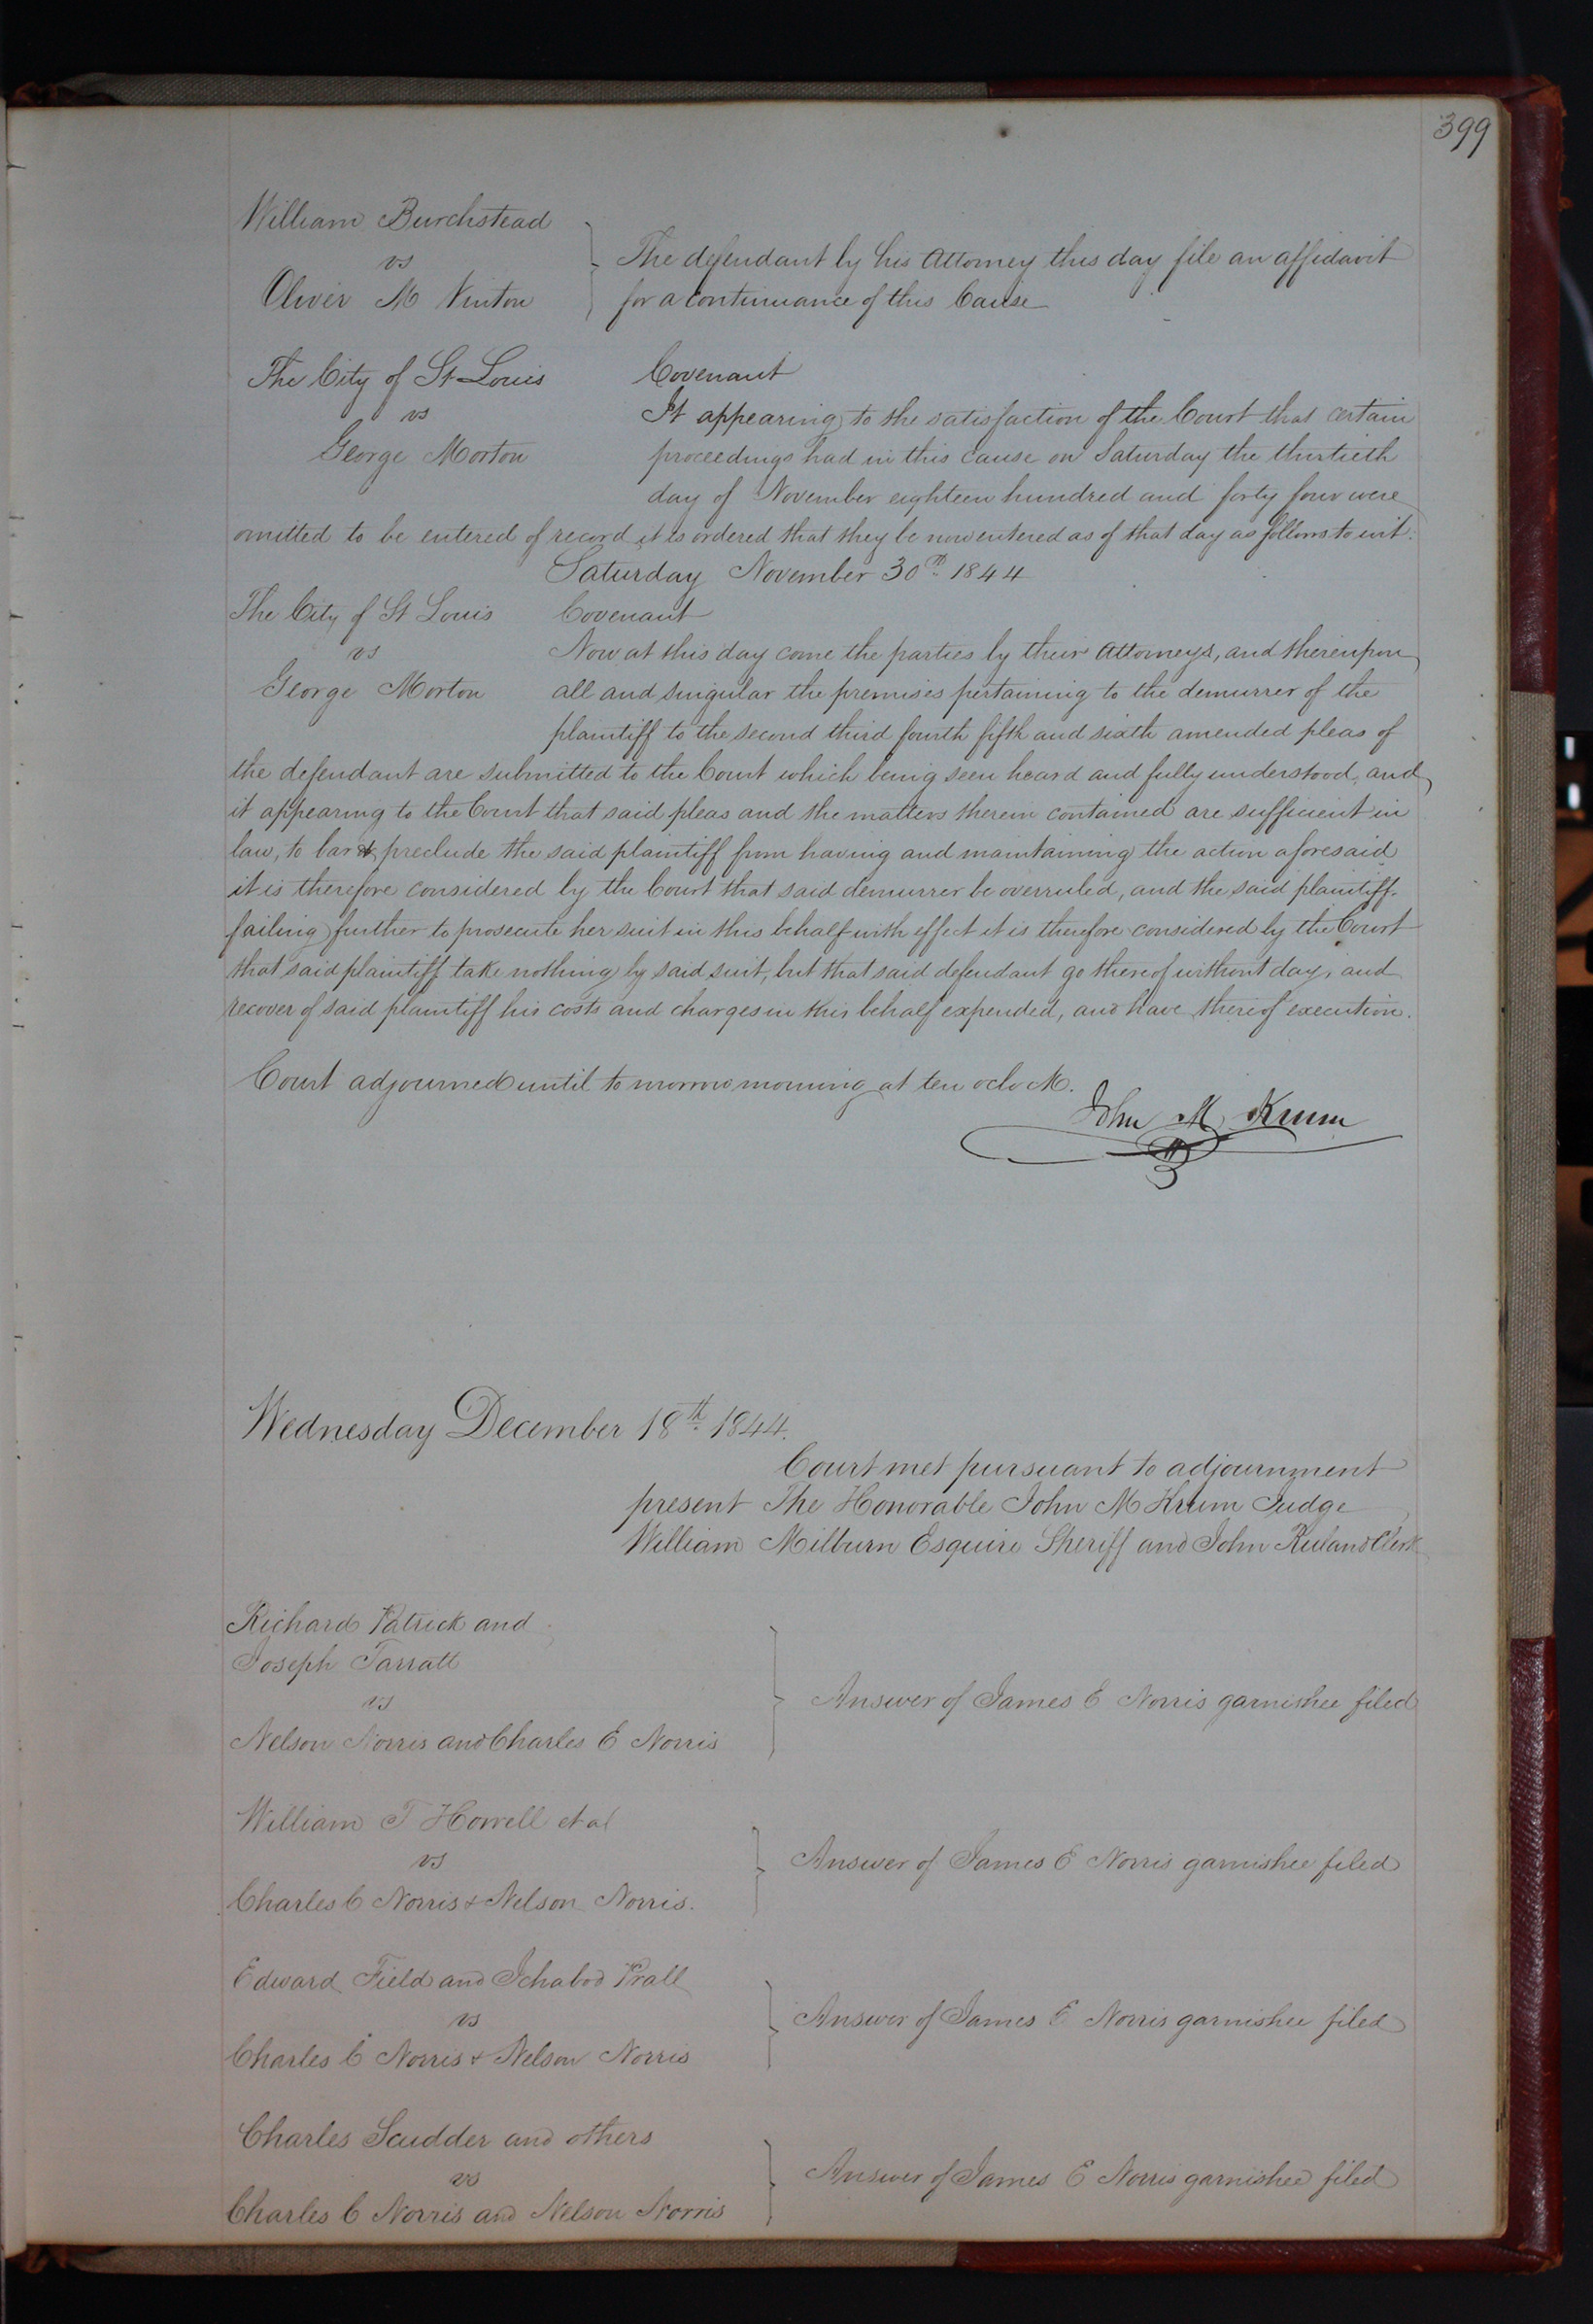 399
William Burchstead
vs
Oliver M Vinton
The defendant by his Attorney this day file an affidavit
for a continuance of this Cause
The City of St Louis
vs
George Morton
Covenant
It appearing to the satisfaction of the Court that certain
proceedings had in this cause on Saturday the thirtieth
day of November eighteen hundred and forty four were
omitted to be entered of record it is ordered that they be now entered as of that day as follows to wit:
Saturday November 30th 1844
The City of St Louis
vs
George Morton
Covenant
Now at this day come the parties by their Attorneys, and thereupon
all and singular the premises pertaining to the demurrer of the
plaintiff to the second third fourth fifth and sixth amended pleas of
the defendant are submitted to the Court which being seen heard and fully understood, and
it appearing to the Court that said pleas and the matters therein contained are sufficient in
law, to bar & preclude the said plaintiff from having and maintaining the action aforesaid
it is therefore considered by the Court that said demurrer be overruled, and the said plaintiff
failing further to prosecute her suit in this behalf with effect it is therefore considered by the Court
that said plaintiff take nothing by said suit, but that said defendant go thereof without day, and
recover of said plaintiff his costs and charges in this behalf expended, and have thereof execution.
Court adjourned until to morrow morning at ten oclock.
John M Krum
Wednesday December 18th 1844.
Court met pursuant to adjournment
present The Honorable John M Krum Judge
William Milburn Esquire Sheriff and John Ruland Clerk
Richard Patrick and
Joseph Tarratt
vs
Nelson Norris and Charles E Norris
Answer of James E Norris garnishee filed
William T Howell et al
vs
Charles C Norris & Nelson Norris.
Answer of James E Norris garnishee filed
Edward Field and Ichabod Prall
vs
Charles C Norris & Nelson Norris
Answer of James E Norris garnishee filed
Charles Scudder and others
vs
Charles C Norris and Nelson Norris
Answer of James E Norris garnishee filed